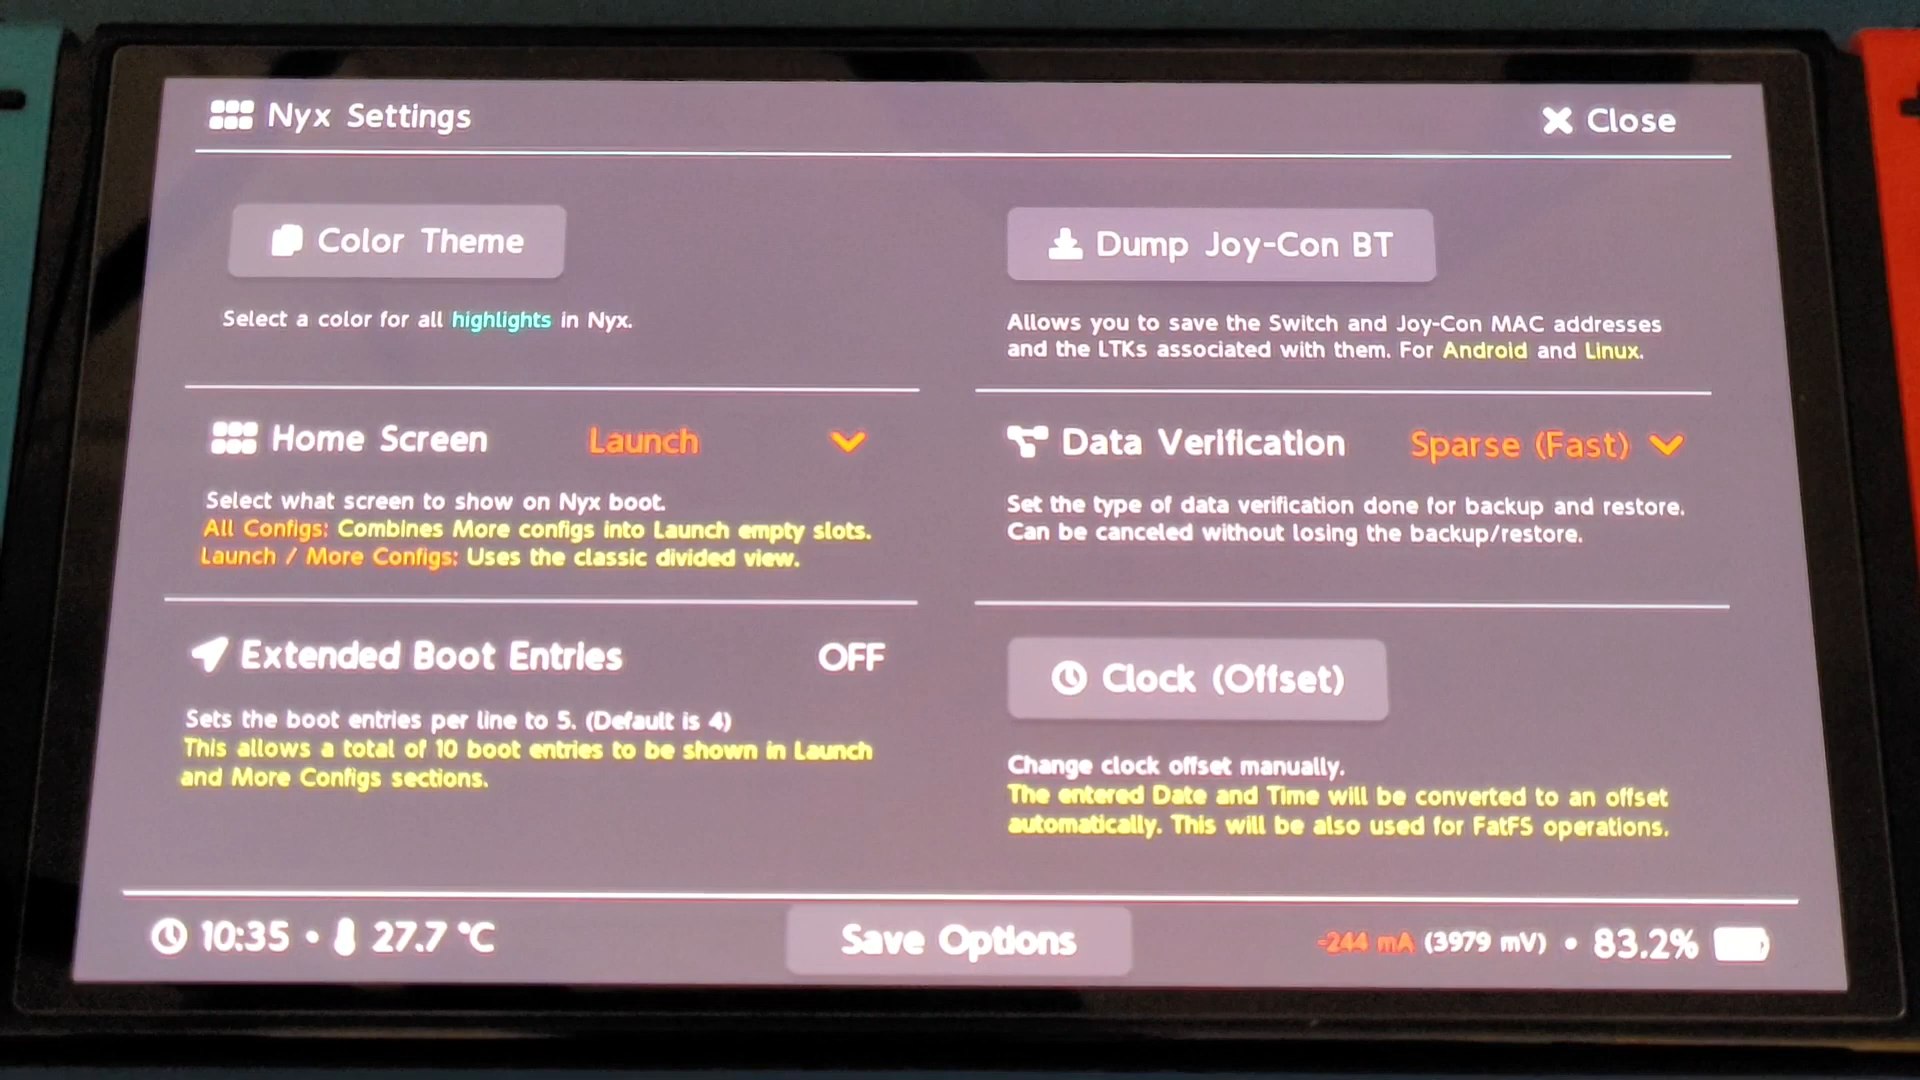 Nyx Settings
Close
Color Theme
Select a color for all highlights in Nyx.
Dump Joy-Con BT
Allows you to save the Switch and Joy-Con MAC addresses
and the LTKs associated with them. For Android and Linux.
Home Screen Launch
Select what screen to show on Nyx boot.
All Configs: Combines More configs into Launch empty slots.
Launch / More Configs: Uses the classic divided view.
Data Verification Sparse (Fast)
Set the type of data verification done for backup and restore.
Can be canceled without losing the backup/restore.
Extended Boot Entries OFF
Sets the boot entries per line to 5. (Default is 4)
This allows a total of 10 boot entries to be shown in Launch
and More Configs sections.
Clock (Offset)
Change clock offset manually.
The entered Date and Time will be converted to an offset
automatically. This will be also used for FatFS operations.
10:35 • 27.7 °C
Save Options
-244 mA (3979 mV) • 83.2%